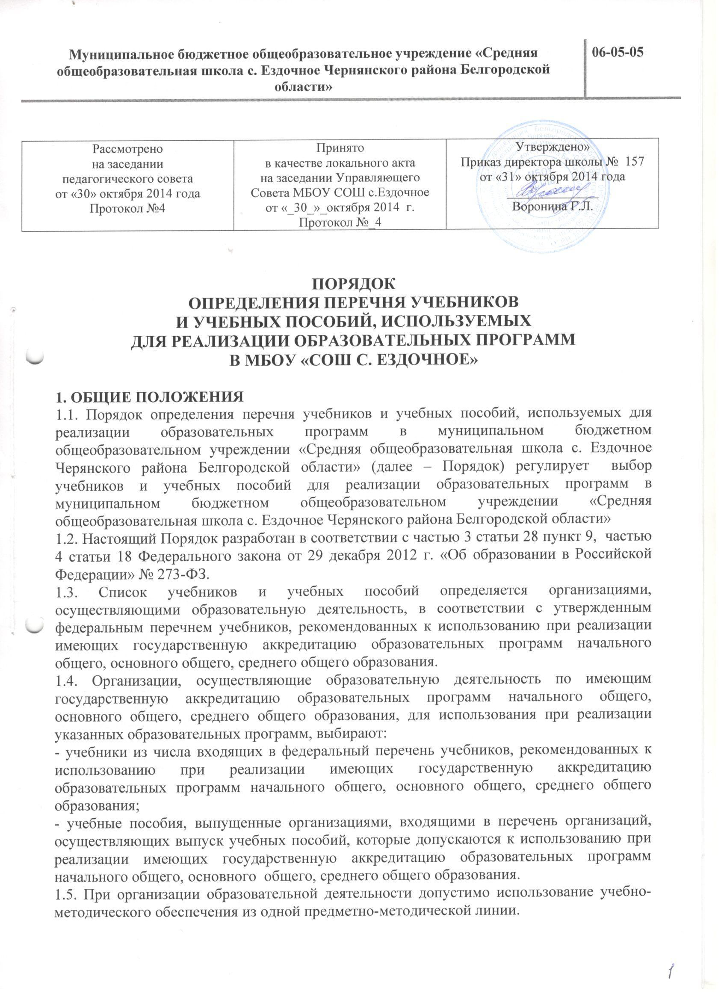 Муниципальное бюджетное общеобразовательное учреждение «Средняя
общеобразовательная школа с. Ездочное Чернянского района Белгородской
области»
06-05-05
Рассмотрено
на заседании
педагогического совета
от «30» октября 2014 года
Протокол №4
Принято
в качестве локального акта
на заседании Управляющего
Совета МБОУ СОШ с.Ездочное
от «_30_»_октября 2014 г.
Протокол №_4
Утверждено»
Приказ директора школы № 157
от «31» октября 2014 года
Воронина Г.Л.
ПОРЯДОК
ОПРЕДЕЛЕНИЯ ПЕРЕЧНЯ УЧЕБНИКОВ
И УЧЕБНЫХ ПОСОБИЙ, ИСПОЛЬЗУЕМЫХ
ДЛЯ РЕАЛИЗАЦИИ ОБРАЗОВАТЕЛЬНЫХ ПРОГРАММ
В МБОУ «СОШ С. ЕЗДОЧНОЕ»
1. ОБЩИЕ ПОЛОЖЕНИЯ
1.1. Порядок определения перечня учебников и учебных пособий, используемых для
реализации образовательных программ в муниципальном бюджетном
общеобразовательном учреждении «Средняя общеобразовательная школа с. Ездочное
Черянского района Белгородской области» (далее – Порядок) регулирует выбор
учебников и учебных пособий для реализации образовательных программ в
муниципальном бюджетном общеобразовательном учреждении «Средняя
общеобразовательная школа с. Ездочное Черянского района Белгородской области»
1.2. Настоящий Порядок разработан в соответствии с частью 3 статьи 28 пункт 9, частью
4 статьи 18 Федерального закона от 29 декабря 2012 г. «Об образовании в Российской
Федерации» № 273-ФЗ.
1.3. Список учебников и учебных пособий определяется организациями,
осуществляющими образовательную деятельность, в соответствии с утвержденным
федеральным перечнем учебников, рекомендованных к использованию при реализации
имеющих государственную аккредитацию образовательных программ начального
общего, основного общего, среднего общего образования.
1.4. Организации, осуществляющие образовательную деятельность по имеющим
государственную аккредитацию образовательных программ начального общего,
основного общего, среднего общего образования, для использования при реализации
указанных образовательных программ, выбирают:
- учебники из числа входящих в федеральный перечень учебников, рекомендованных к
использованию при реализации имеющих государственную аккредитацию
образовательных программ начального общего, основного общего, среднего общего
образования;
- учебные пособия, выпущенные организациями, входящими в перечень организаций,
осуществляющих выпуск учебных пособий, которые допускаются к использованию при
реализации имеющих государственную аккредитацию образовательных программ
начального общего, основного общего, среднего общего образования.
1.5. При организации образовательной деятельности допустимо использование учебно-
методического обеспечения из одной предметно-методической линии.
1